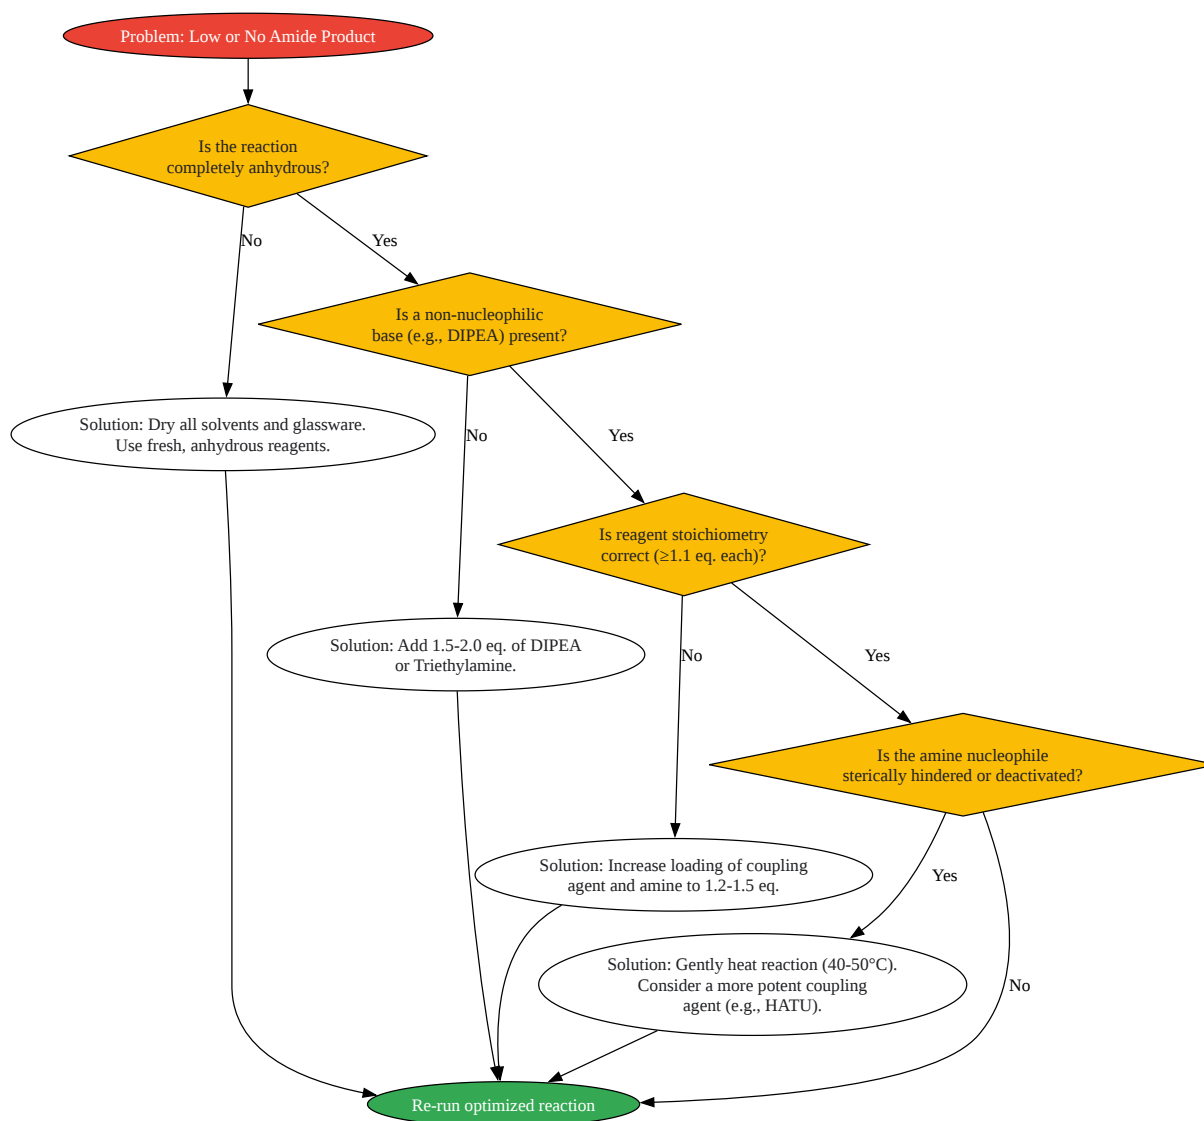 Problem: Low or No Amide Product
Is the reaction
completely anhydrous?
No
Yes
Is a non-nucleophilic
base (e.g., DIPEA) present?
Solution: Dry all solvents and glassware.
Use fresh, anhydrous reagents.
No
Yes
Is reagent stoichiometry
correct (≥1.1 eq. each)?
Solution: Add 1.5-2.0 eq. of DIPEA
or Triethylamine.
No
Yes
Is the amine nucleophile
sterically hindered or deactivated?
Solution: Increase loading of coupling
agent and amine to 1.2-1.5 eq.
Yes
Solution: Gently heat reaction (40-50°C).
Consider a more potent coupling
agent (e.g., HATU).
No
Re-run optimized reaction